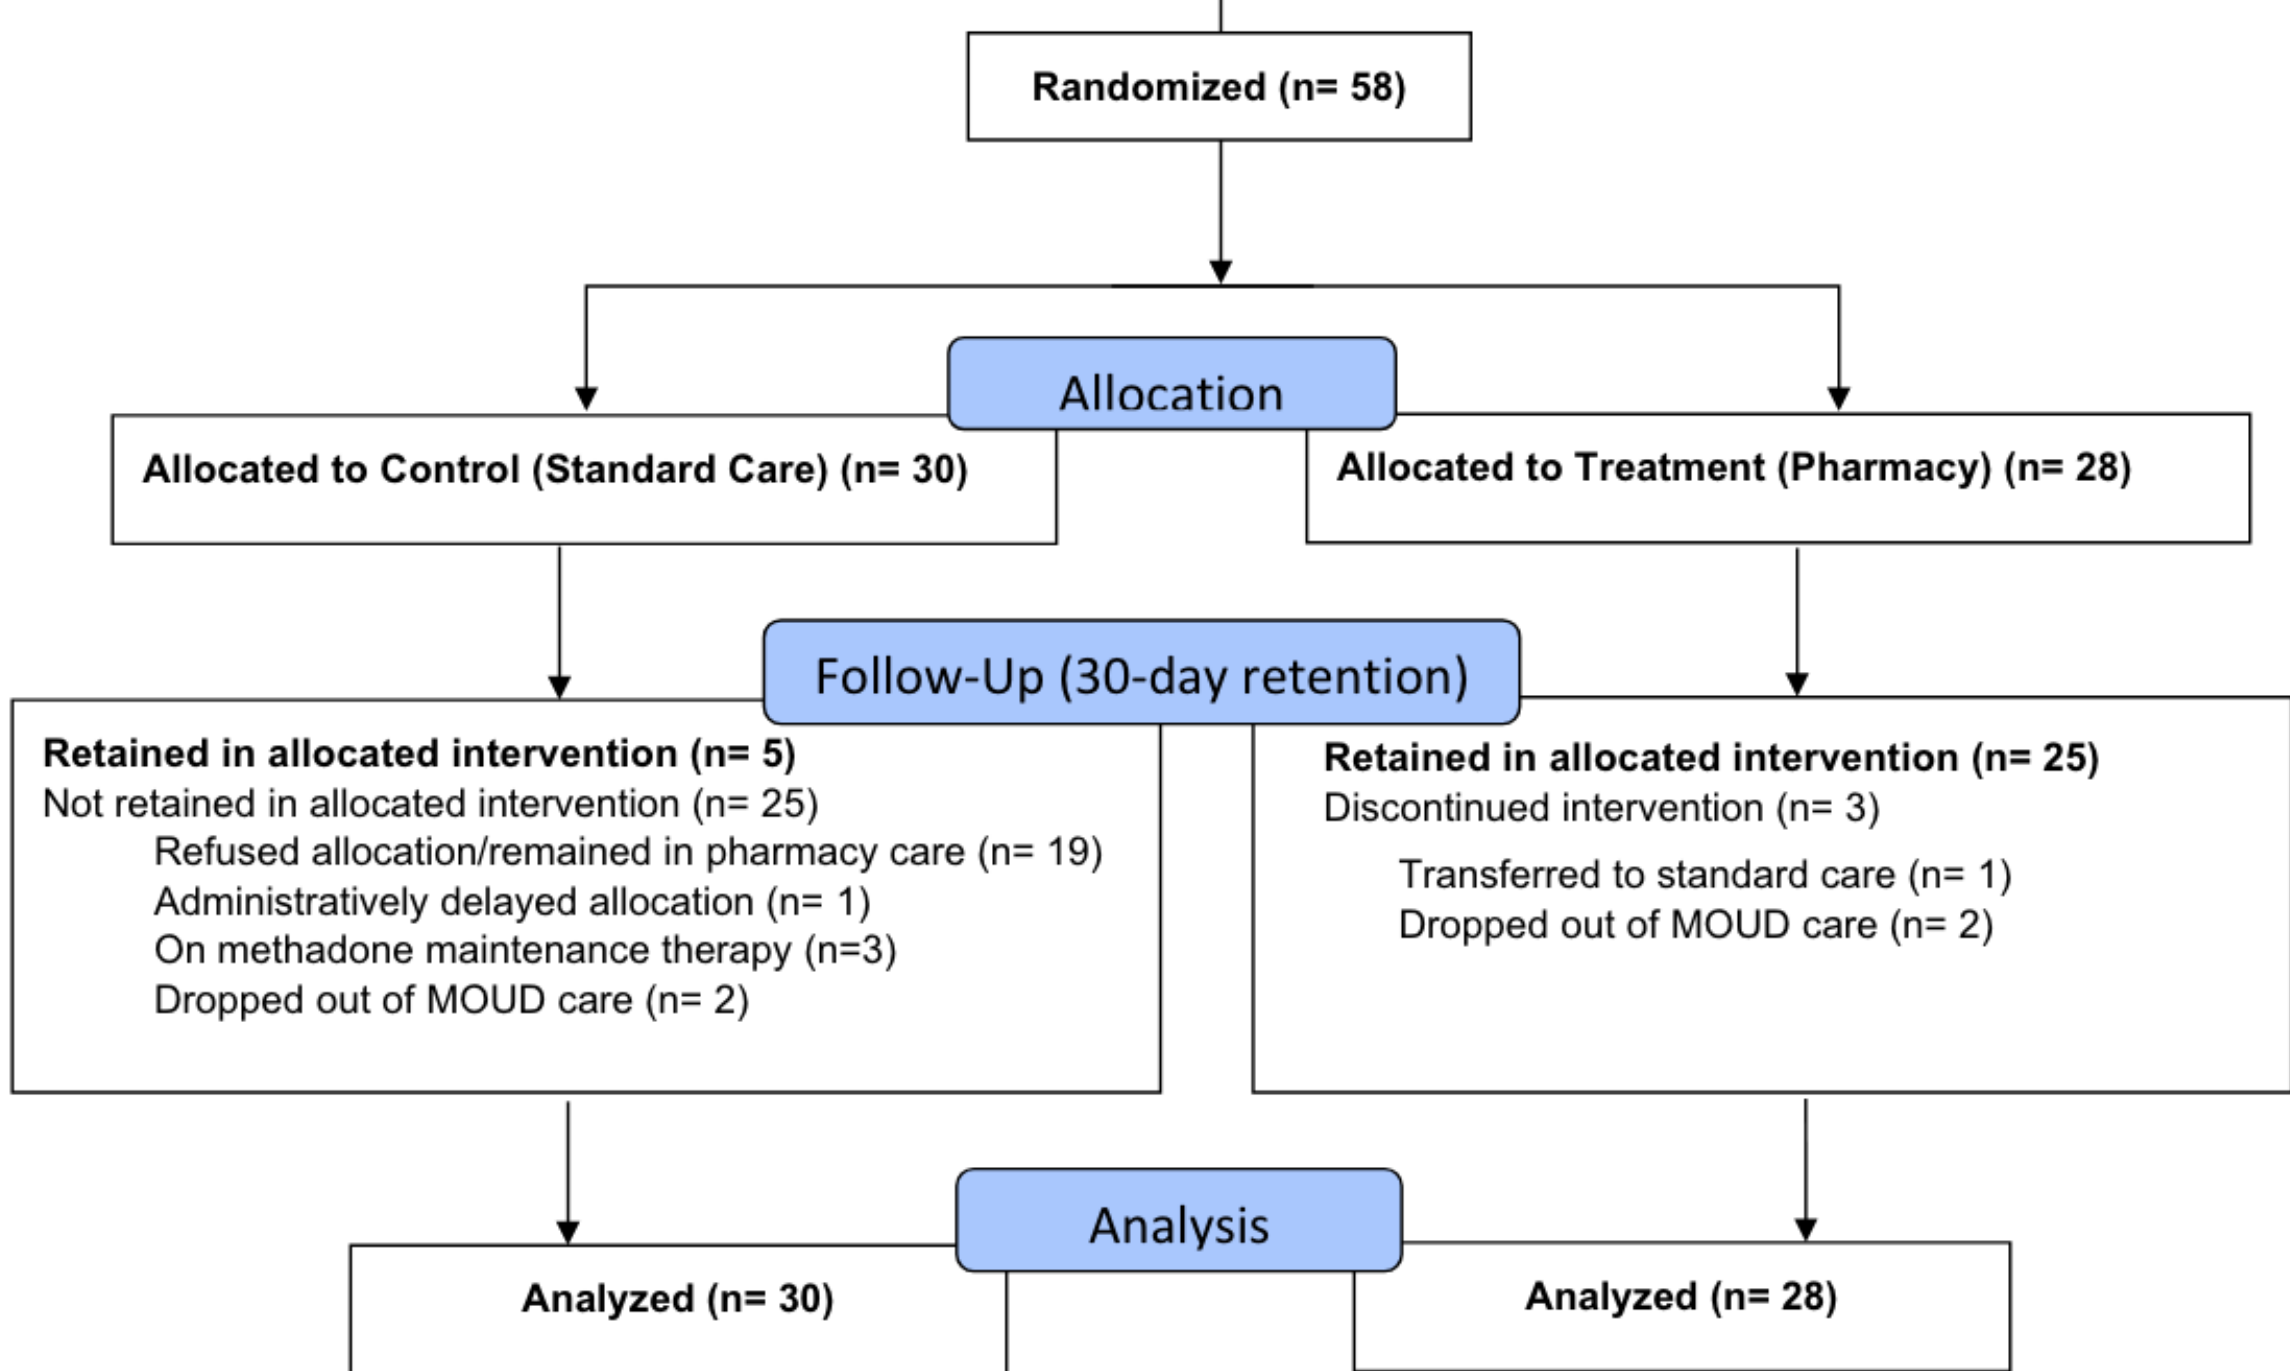 Randomized (n= 58)
Allocation
Allocated to Control (Standard Care) (n= 30)
Allocated to Treatment (Pharmacy) (n= 28)
Follow-Up (30-day retention)
Retained in allocated intervention (n= 5)
Not retained in allocated intervention (n= 25)
Refused allocation/remained in pharmacy care (n= 19)
Administratively delayed allocation (n= 1)
On methadone maintenance therapy (n=3)
Dropped out of MOUD care (n= 2)
Retained in allocated intervention (n= 25)
Discontinued intervention (n= 3)
Transferred to standard care (n= 1)
Dropped out of MOUD care (n= 2)
Analysis
Analyzed (n= 30)
Analyzed (n= 28)